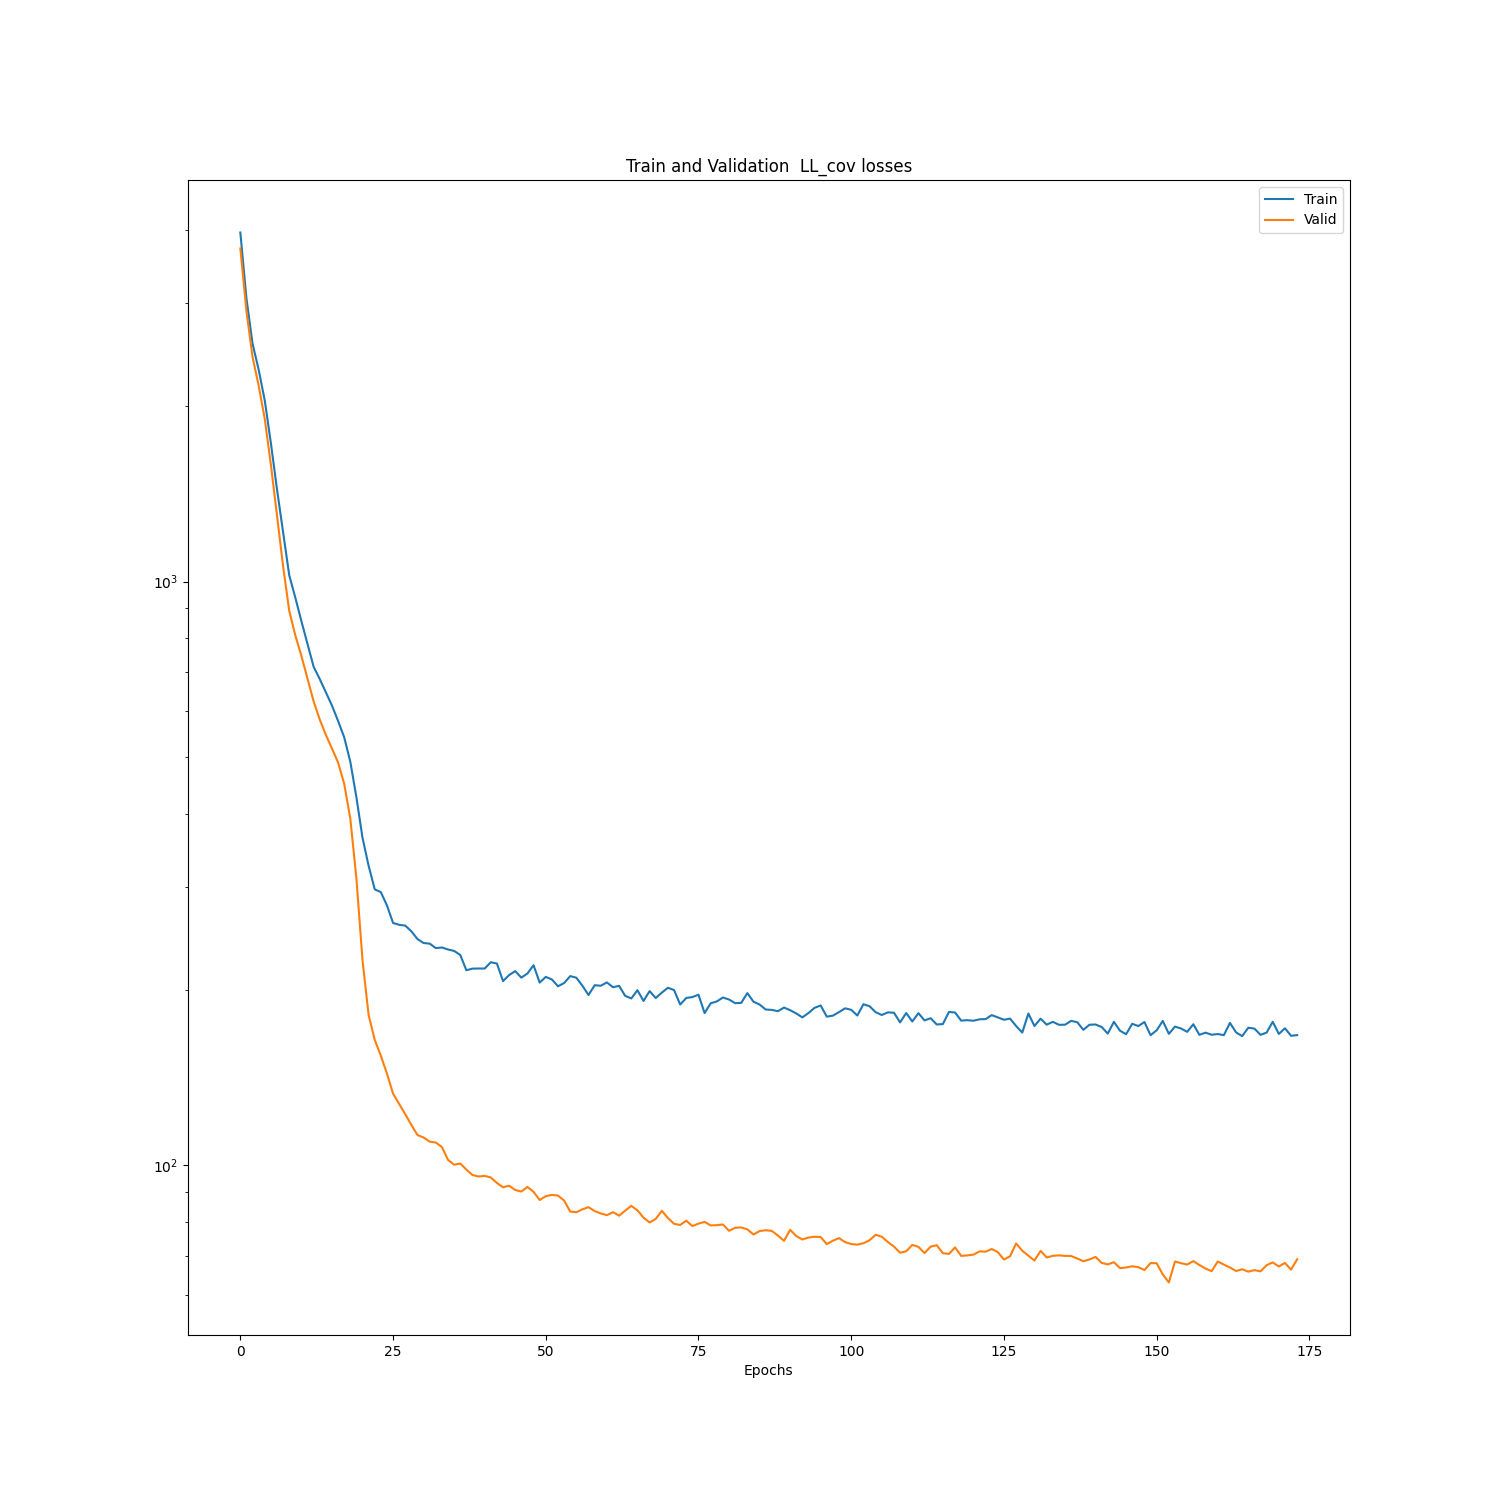 Train and Validation  LL_cov losses
Train
Valid
10³
10²
0 25 50 75 100 125 150 175
Epochs